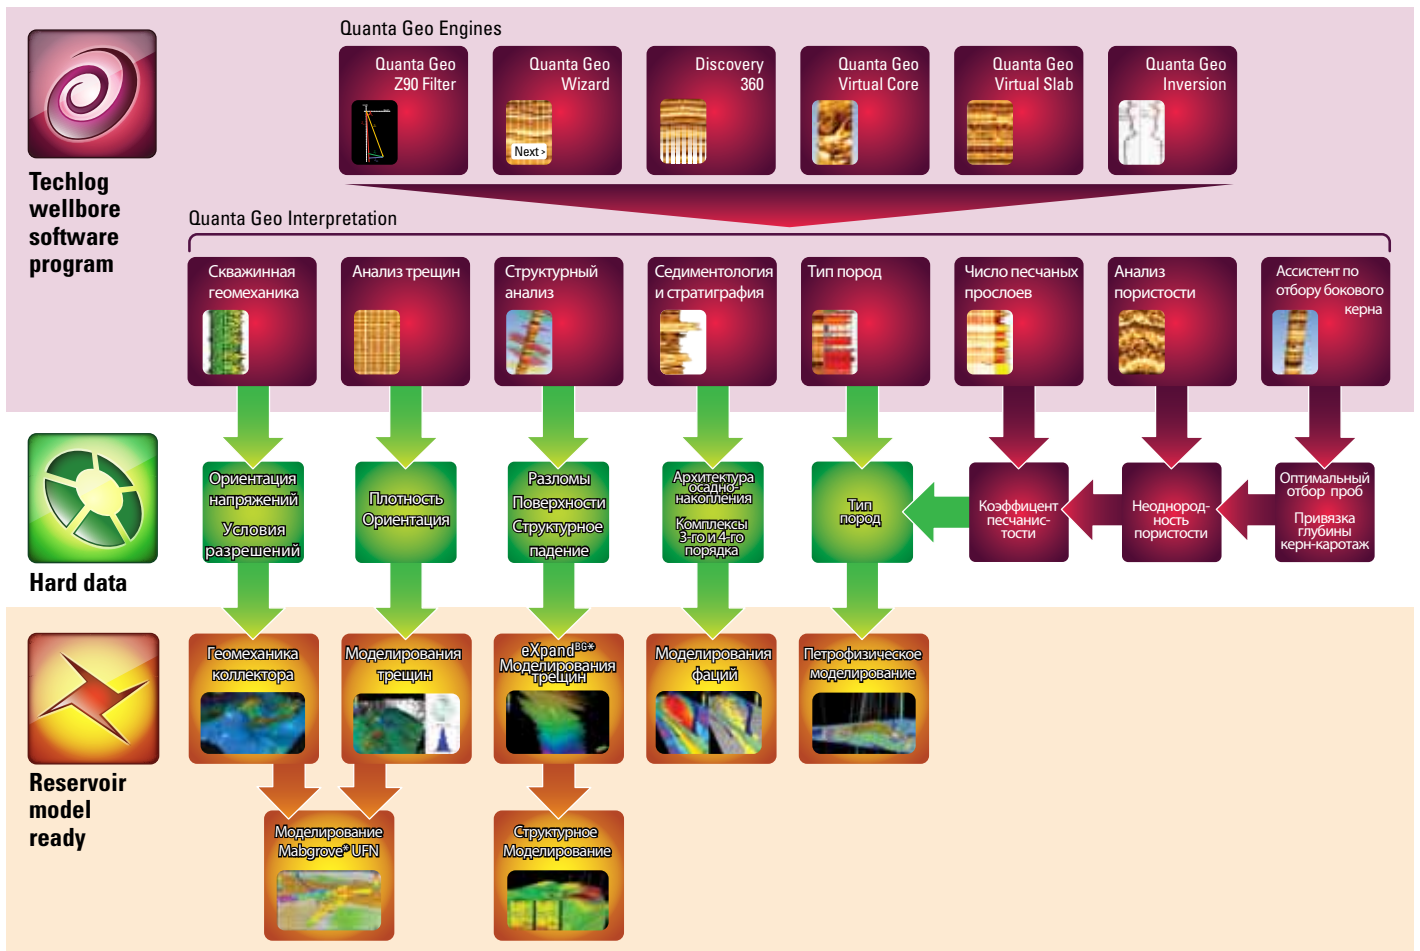 Quanta Geo Engines
Quanta Geo
Z90 Filter
Quanta Geo
Wizard
Next >
Discovery
360
Quanta Geo
Virtual Core
Quanta Geo
Virtual Slab
Quanta Geo
Inversion
Techlog
wellbore
software
program
Quanta Geo Interpretation
Скважинная
геомеханика
Анализ трещин
Структурный
анализ
Седиментология
и стратиграфия
Тип пород
Число песчаных
прослоев
Анализ
пористости
Ассистент по
отбору бокового
керна
Hard data
Ориентация
напряжений
Условия
разрешений
Плотность
Ориентация
Разломы
Поверхности
Структурное
падение
Архитектура
осадко-
накопления
Комплексы
3-го и 4-го
порядка
Тип
пород
Коэффицент
песчанис-
тости
Неоднород-
ность
пористости
Оптимальный
отбор проб
Привязка
глубины
керн-каротаж
Reservoir
model
ready
Геомеханика
коллектора
Моделирования
трещин
eXpandBG*
Моделирования
трещин
Моделирования
фаций
Петрофизическое
моделирование
Моделирование
Mabgrove* UFN
Структурное
Моделирование